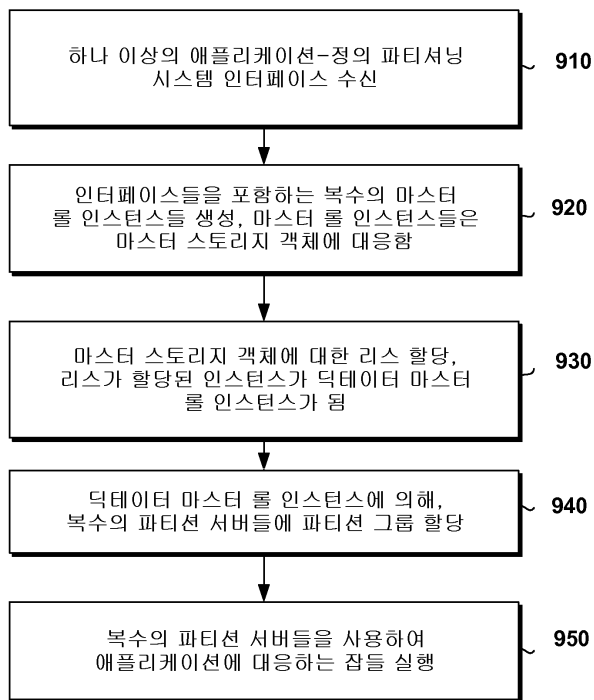 하나 이상의 애플리케이션-정의 파티셔닝
시스템 인터페이스 수신
910
인터페이스들을 포함하는 복수의 마스터
롤 인스턴스들 생성, 마스터 롤 인스턴스들은
마스터 스토리지 객체에 대응함
920
마스터 스토리지 객체에 대한 리스 할당,
리스가 할당된 인스턴스가 딕테이터 마스터
롤 인스턴스가 됨
930
딕테이터 마스터 롤 인스턴스에 의해,
복수의 파티션 서버들에 파티션 그룹 할당
940
복수의 파티션 서버들을 사용하여
애플리케이션에 대응하는 잡들 실행
950